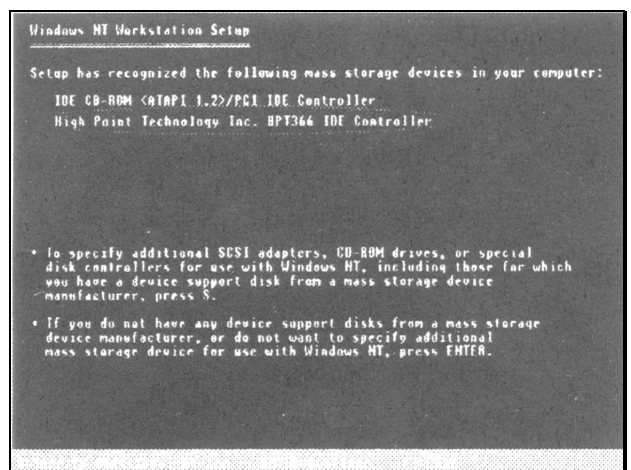 Windows NT Workstation Setup
Setup has recognized the following mass storage devices in your computer:
IDE CD-ROM <ATAPI 1.2>/PCI IDE Controller
High Point Technology Inc. HPT366 IDE Controller
• To specify additional SCSI adapters, CD-ROM drives, or special
disk controllers for use with Windows NT, including those for which
you have a device support disk from a mass storage device
manufacturer, press S.
• If you do not have any device support disks from a mass storage
device manufacturer, or do not want to specify additional
mass storage device for use with Windows NT, press ENTER.